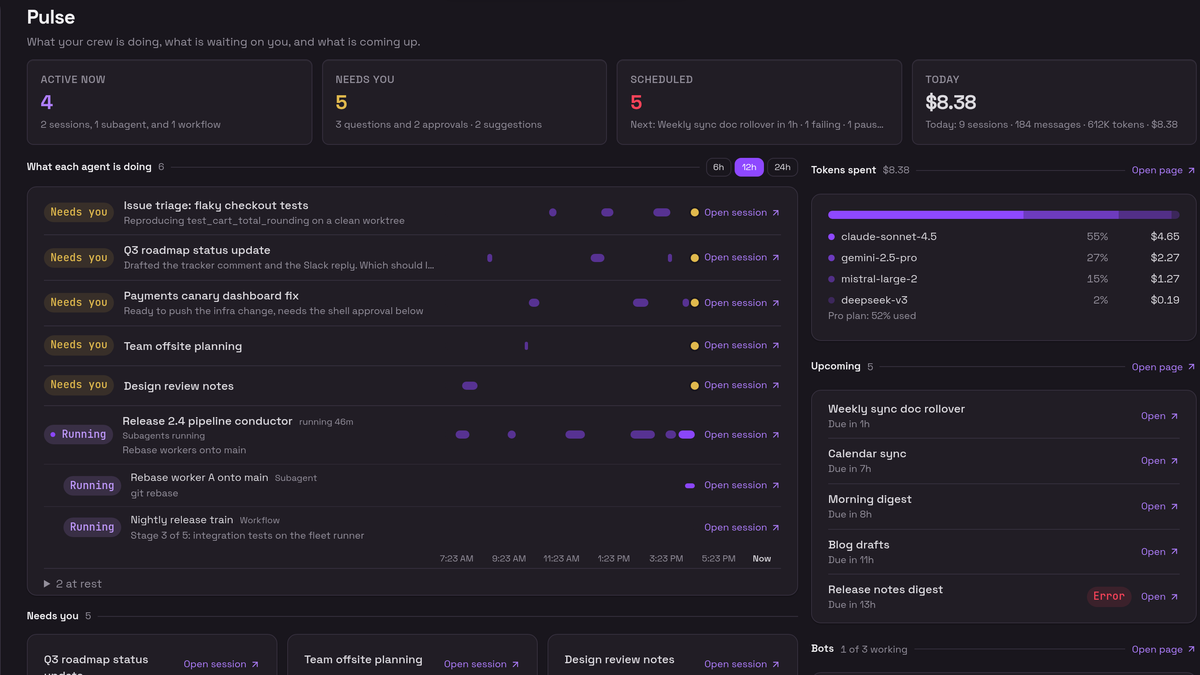 Pulse
What your crew is doing, what is waiting on you, and what is coming up.
ACTIVE NOW
4
2 sessions, 1 subagent, and 1 workflow
NEEDS YOU
5
3 questions and 2 approvals · 2 suggestions
SCHEDULED
5
Next: Weekly sync doc rollover in 1h · 1 failing · 1 paus...
TODAY
$8.38
Today: 9 sessions · 184 messages · 612K tokens · $8.38
What each agent is doing 6
6h 12h 24h
Needs you
Issue triage: flaky checkout tests
Reproducing test_cart_total_rounding on a clean worktree
Open session ↗
Needs you
Q3 roadmap status update
Drafted the tracker comment and the Slack reply. Which should I...
Open session ↗
Needs you
Payments canary dashboard fix
Ready to push the infra change, needs the shell approval below
Open session ↗
Needs you
Team offsite planning
Open session ↗
Needs you
Design review notes
Open session ↗
Running
Release 2.4 pipeline conductor running 46m
Subagents running
Rebase workers onto main
Open session ↗
Running
Rebase worker A onto main Subagent
git rebase
Open session ↗
Running
Nightly release train Workflow
Stage 3 of 5: integration tests on the fleet runner
Open session ↗
7:23 AM 9:23 AM 11:23 AM 1:23 PM 3:23 PM 5:23 PM Now
▶ 2 at rest
Needs you 5
Q3 roadmap status update
Open session ↗
Team offsite planning
Open session ↗
Design review notes
Open session ↗
Tokens spent $8.38
Open page ↗
claude-sonnet-4.5 55% $4.65
gemini-2.5-pro 27% $2.27
mistral-large-2 15% $1.27
deepseek-v3 2% $0.19
Pro plan: 52% used
Upcoming 5
Open page ↗
Weekly sync doc rollover
Due in 1h
Open ↗
Calendar sync
Due in 7h
Open ↗
Morning digest
Due in 8h
Open ↗
Blog drafts
Due in 11h
Open ↗
Release notes digest
Due in 13h
Error
Open ↗
Bots 1 of 3 working
Open page ↗